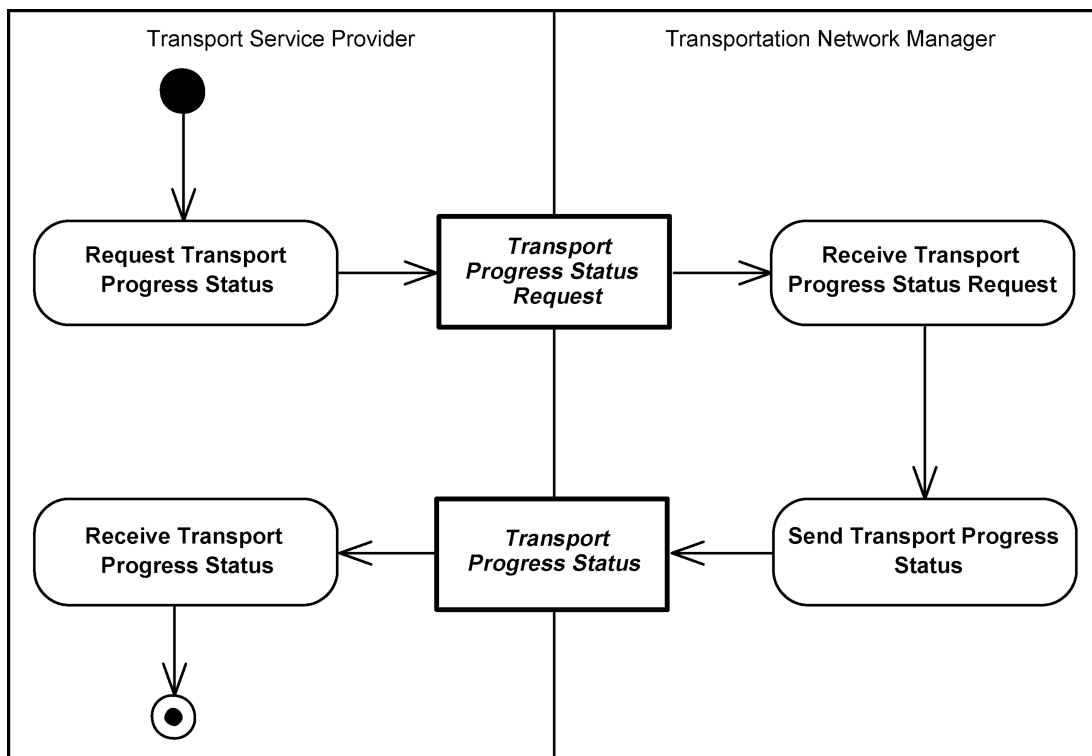 Transport Service Provider
Transportation Network Manager
Request Transport
Progress Status
Transport
Progress Status
Request
Receive Transport
Progress Status Request
Receive Transport
Progress Status
Transport
Progress Status
Send Transport Progress
Status